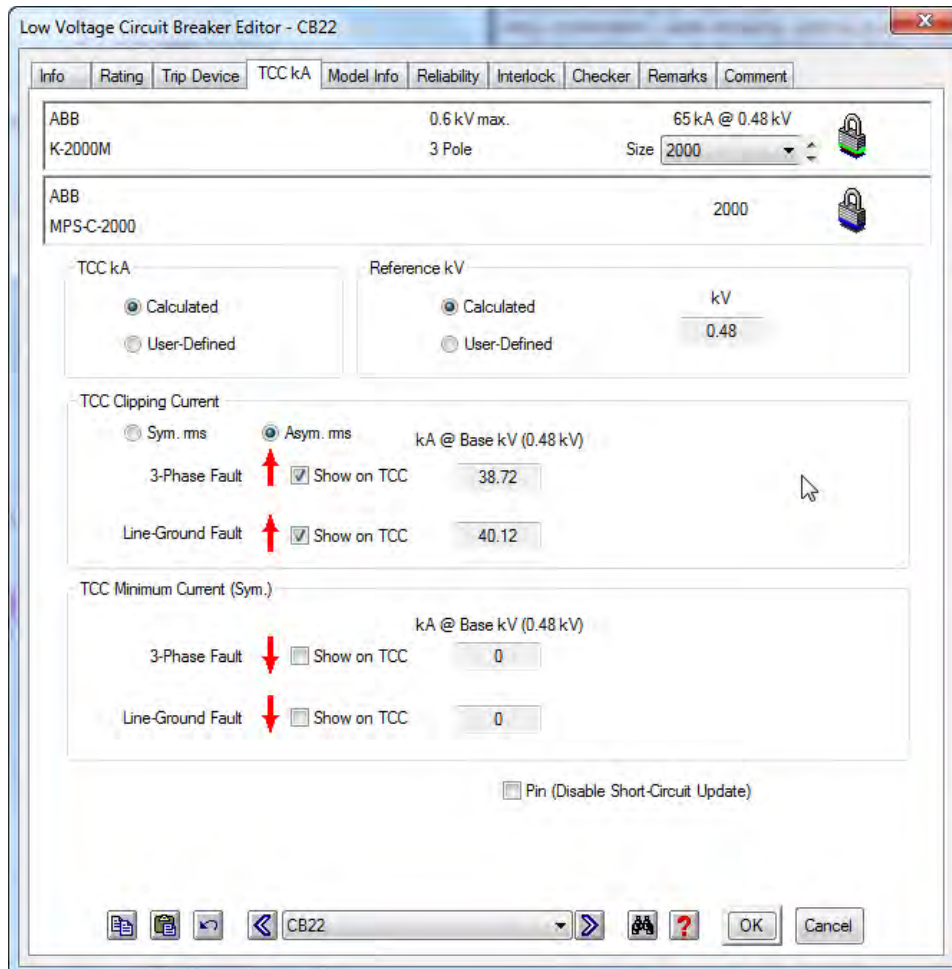 Low Voltage Circuit Breaker Editor - CB22
Info Rating Trip Device TCC kA Model Info Reliability Interlock Checker Remarks Comment
ABB 0.6 kV max. 65 kA @ 0.48 kV
K-2000M 3 Pole Size 2000
ABB 2000
MPS-C-2000
TCC kA Reference kV
Calculated Calculated kV
User-Defined User-Defined 0.48
TCC Clipping Current
Sym. rms Asym. rms kA @ Base kV (0.48 kV)
3-Phase Fault Show on TCC 38.72
Line-Ground Fault Show on TCC 40.12
TCC Minimum Current (Sym.)
kA @ Base kV (0.48 kV)
3-Phase Fault Show on TCC 0
Line-Ground Fault Show on TCC 0
Pin (Disable Short-Circuit Update)
CB22 ? OK Cancel